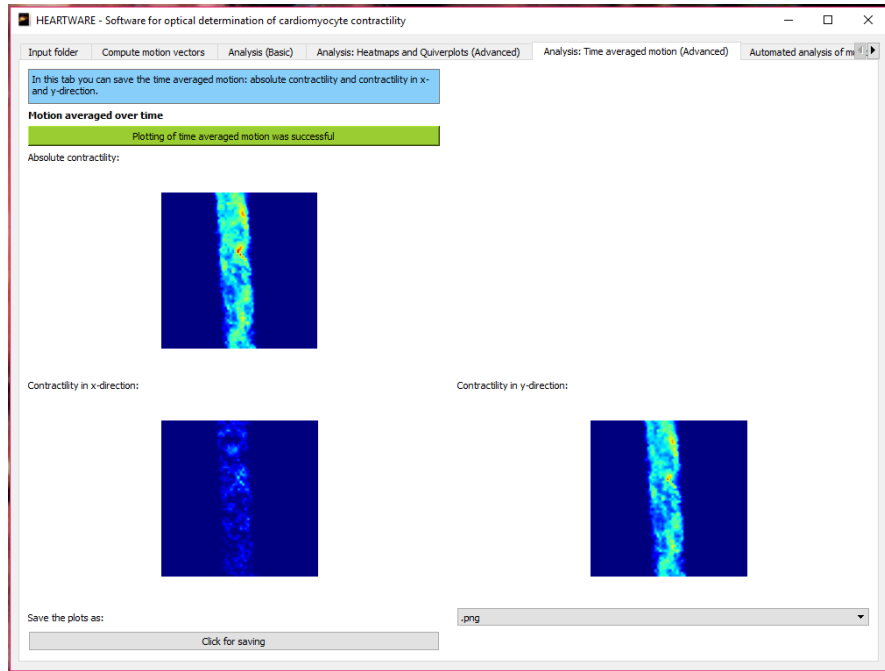 HEARTWARE - Software for optical determination of cardiomyocyte contractility
Input folder
Compute motion vectors
Analysis (Basic)
Analysis: Heatmaps and Quiverplots (Advanced)
Analysis: Time averaged motion (Advanced)
Automated analysis of
In this tab you can save the time averaged motion: absolute contractility and contractility in x-
and y-direction.
Motion averaged over time
Plotting of time averaged motion was successful
Absolute contractility:
Contractility in x-direction:
Contractility in y-direction:
Save the plots as:
.png
Click for saving